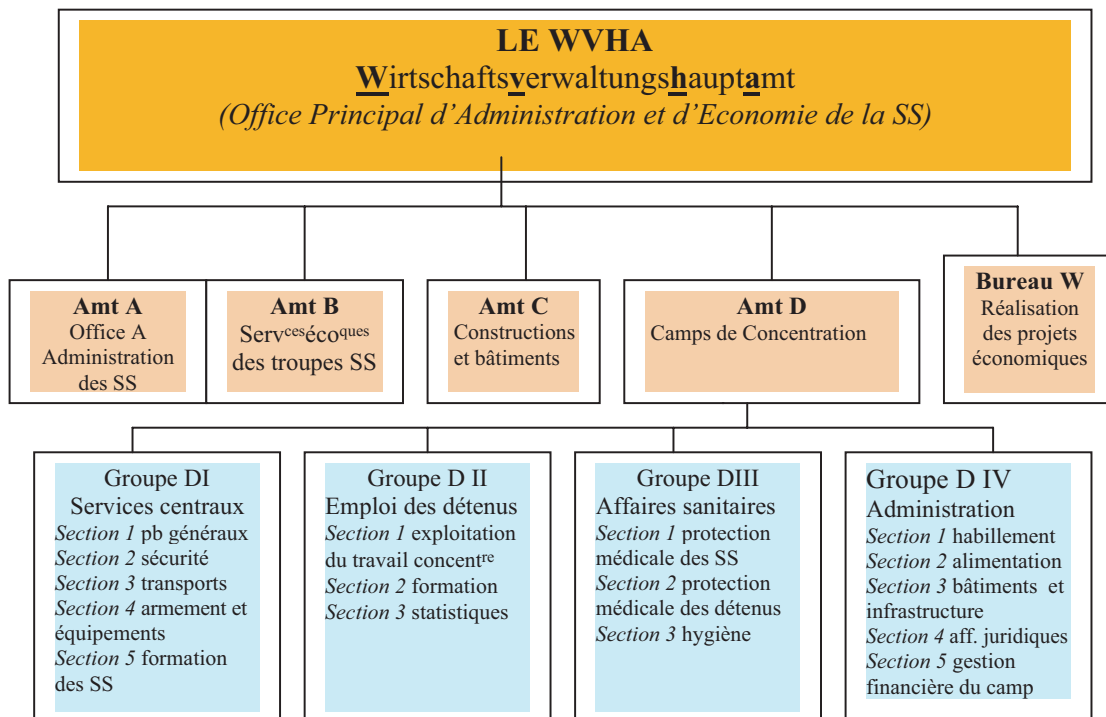 LE WVHA
Wirtschaftsverwaltungshauptamt
(Office Principal d’Administration et d’Economie de la SS)
Amt A
Office A
Administration
des SS
Amt B
Servces écoques
des troupes SS
Amt C
Constructions
et bâtiments
Amt D
Camps de Concentration
Bureau W
Réalisation
des projets
économiques
Groupe DI
Services centraux
Section 1 pb généraux
Section 2 sécurité
Section 3 transports
Section 4 armement et
équipements
Section 5 formation
des SS
Groupe D II
Emploi des détenus
Section 1 exploitation
du travail concentre
Section 2 formation
Section 3 statistiques
Groupe DIII
Affaires sanitaires
Section 1 protection
médicale des SS
Section 2 protection
médicale des détenus
Section 3 hygiène
Groupe D IV
Administration
Section 1 habillement
Section 2 alimentation
Section 3 bâtiments et
infrastructure
Section 4 aff. juridiques
Section 5 gestion
financière du camp